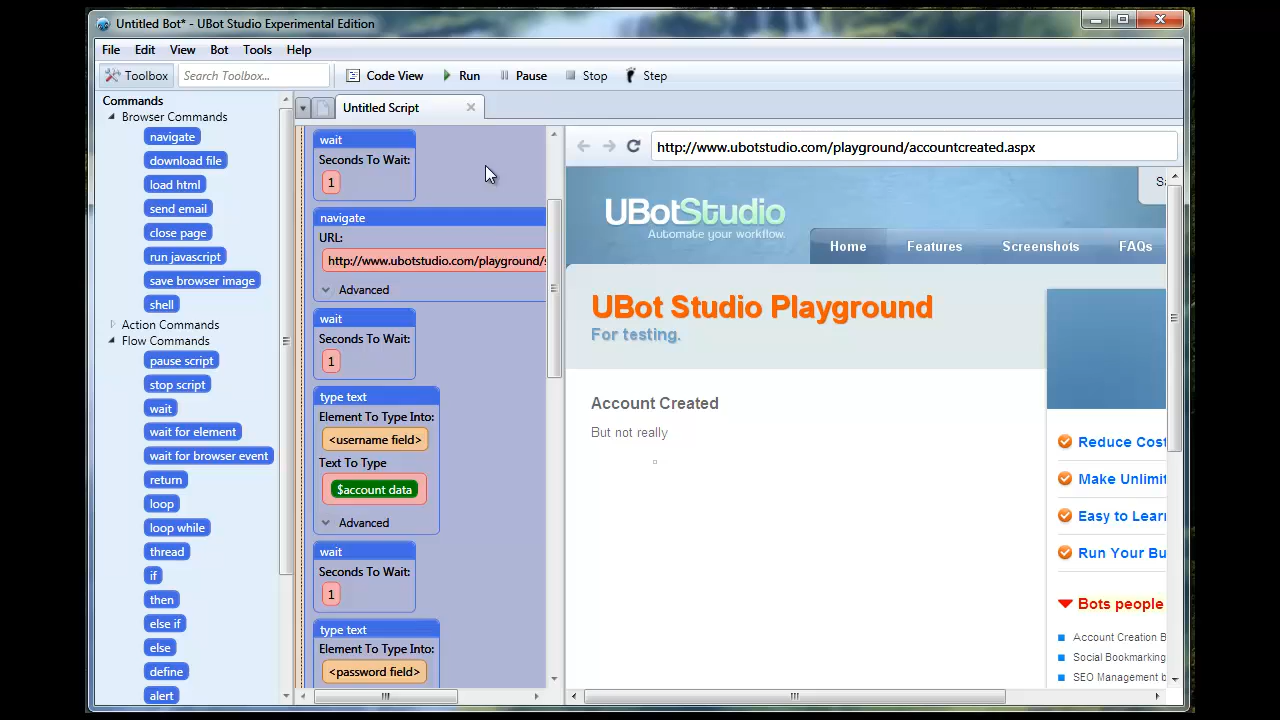 Untitled Bot* - UBot Studio Experimental Edition
File Edit View Bot Tools Help
Toolbox Search Toolbox... Code View Run Pause Stop Step
Commands
Browser Commands
navigate
download file
load html
send email
close page
run javascript
save browser image
shell
Action Commands
Flow Commands
pause script
stop script
wait
wait for element
wait for browser event
return
loop
loop while
thread
if
then
else if
else
define
alert
Untitled Script
wait
Seconds To Wait:
1
navigate
URL:
http://www.ubotstudio.com/playground/
Advanced
wait
Seconds To Wait:
1
type text
Element To Type Into:
<username field>
Text To Type
$account data
Advanced
wait
Seconds To Wait:
1
type text
Element To Type Into:
<password field>
http://www.ubotstudio.com/playground/accountcreated.aspx
UBotStudio
Automate your workflow.
Home Features Screenshots FAQs
UBot Studio Playground
For testing.
Account Created
But not really
Reduce Cost
Make Unlimit
Easy to Learn
Run Your Bu
Bots people
Account Creation B
Social Bookmarking
SEO Management b